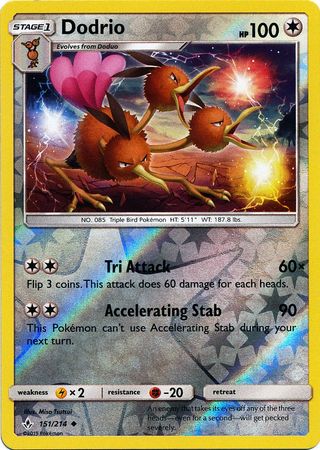 STAGE 1 Dodrio HP 100
Evolves from Doduo
NO. 085 Triple Bird Pokémon HT: 5'11" WT: 187.8 lbs.
Tri Attack 60×
Flip 3 coins. This attack does 60 damage for each heads.
Accelerating Stab 90
This Pokémon can't use Accelerating Stab during your
next turn.
weakness ×2 resistance -20 retreat
Illus. Misa Tsutsui
151/214
©2019 Pokémon
An enemy that takes its eyes off any of the three
heads—even for a second—will get pecked
severely.